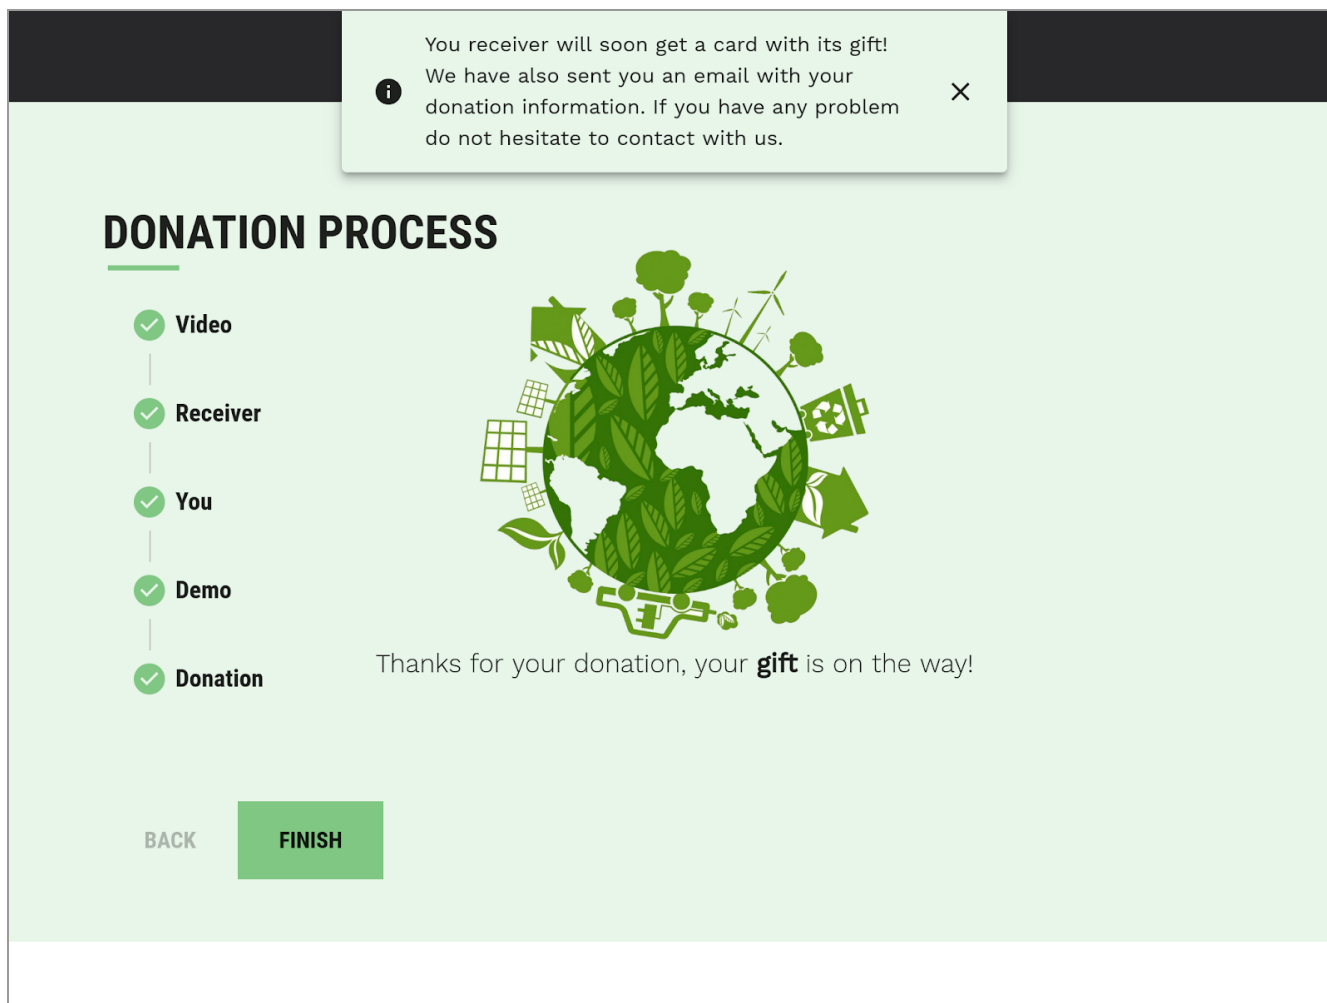 You receiver will soon get a card with its gift!
We have also sent you an email with your
donation information. If you have any problem
do not hesitate to contact with us.
DONATION PROCESS
Video
Receiver
You
Demo
Donation
Thanks for your donation, your gift is on the way!
BACK
FINISH